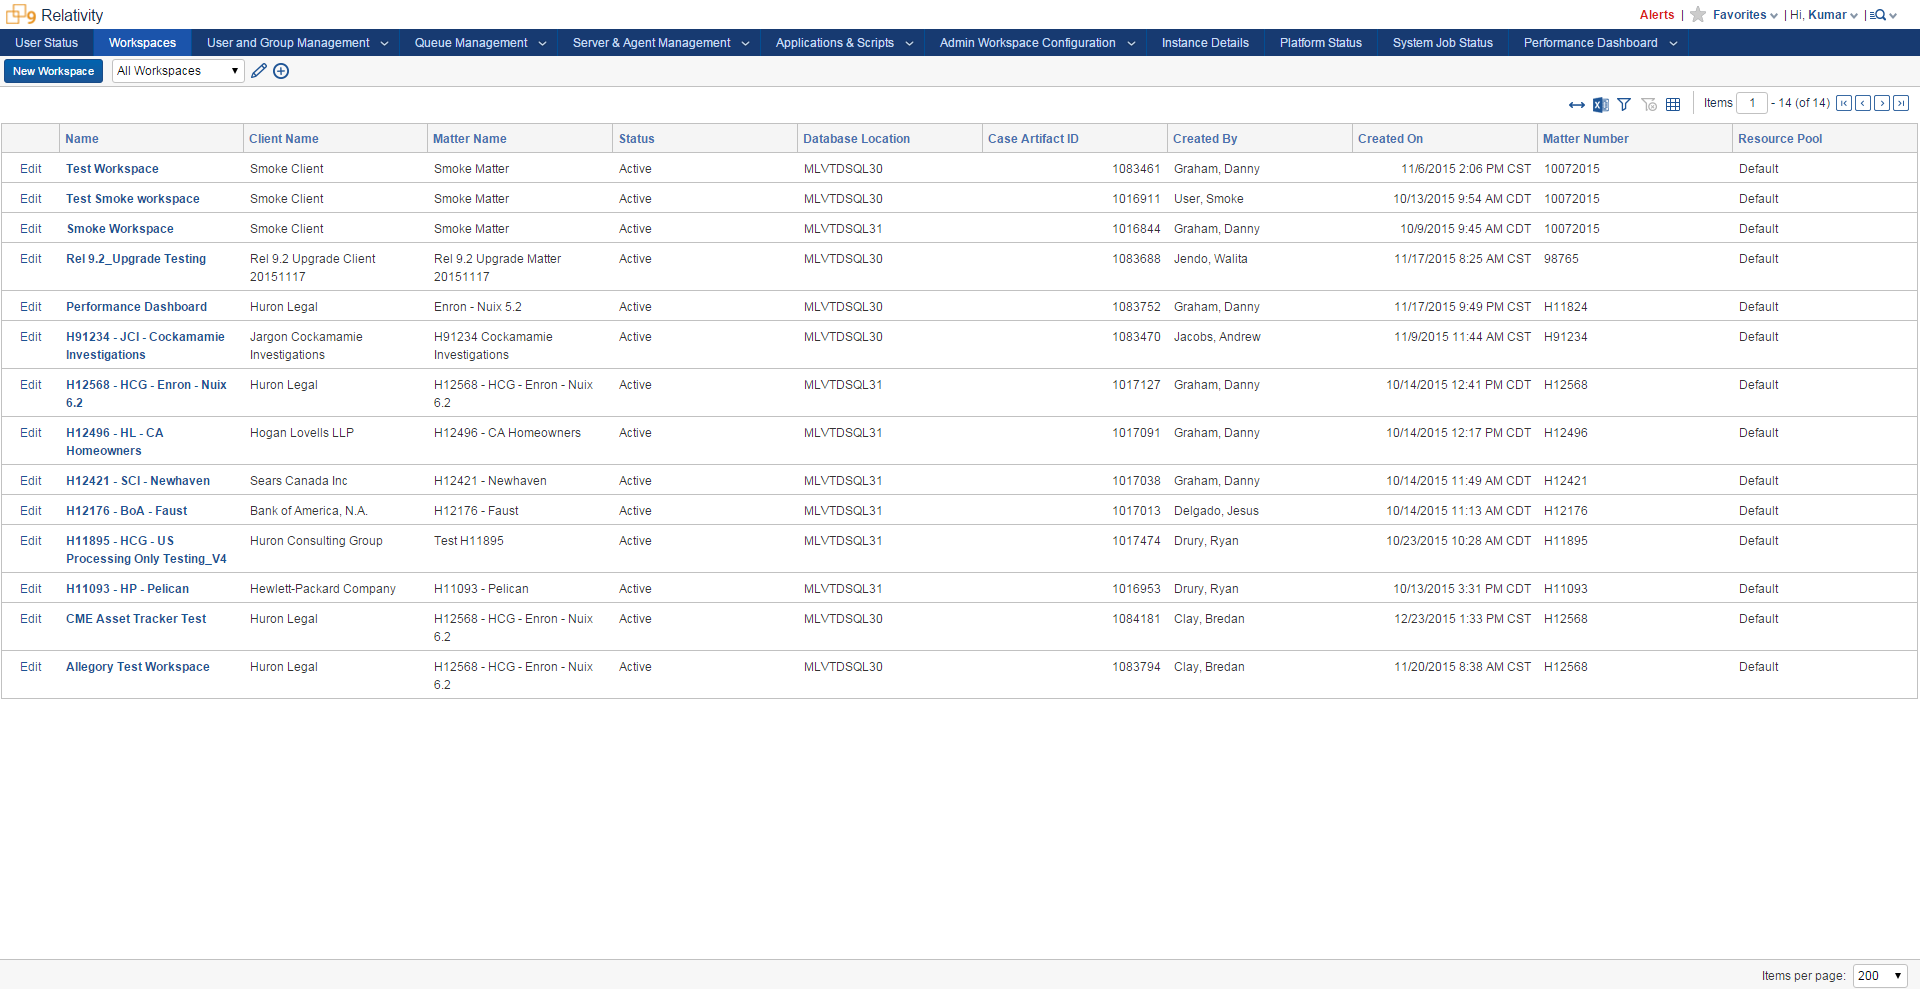 9 Relativity
Alerts | Favorites | Hi, Kumar |
User Status Workspaces User and Group Management Queue Management Server & Agent Management Applications & Scripts Admin Workspace Configuration Instance Details Platform Status System Job Status Performance Dashboard
New Workspace All Workspaces
Items 1 - 14 (of 14)
Name Client Name Matter Name Status Database Location Case Artifact ID Created By Created On Matter Number Resource Pool
Edit Test Workspace Smoke Client Smoke Matter Active MLVTDSQL30 1083461 Graham, Danny 11/6/2015 2:06 PM CST 10072015 Default
Edit Test Smoke workspace Smoke Client Smoke Matter Active MLVTDSQL30 1016911 User, Smoke 10/13/2015 9:54 AM CDT 10072015 Default
Edit Smoke Workspace Smoke Client Smoke Matter Active MLVTDSQL31 1016844 Graham, Danny 10/9/2015 9:45 AM CDT 10072015 Default
Edit Rel 9.2_Upgrade Testing Rel 9.2 Upgrade Client Rel 9.2 Upgrade Matter Active MLVTDSQL30 1083688 Jendo, Walita 11/17/2015 8:25 AM CST 98765 Default
20151117 20151117
Edit Performance Dashboard Huron Legal Enron - Nuix 5.2 Active MLVTDSQL30 1083752 Graham, Danny 11/17/2015 9:49 PM CST H11824 Default
Edit H91234 - JCI - Cockamamie Jargon Cockamamie H91234 Cockamamie Active MLVTDSQL30 1083470 Jacobs, Andrew 11/9/2015 11:44 AM CST H91234 Default
Investigations Investigations Investigations
Edit H12568 - HCG - Enron - Nuix Huron Legal H12568 - HCG - Enron - Nuix Active MLVTDSQL31 1017127 Graham, Danny 10/14/2015 12:41 PM CDT H12568 Default
6.2 6.2
Edit H12496 - HL - CA Hogan Lovells LLP H12496 - CA Homeowners Active MLVTDSQL31 1017091 Graham, Danny 10/14/2015 12:17 PM CDT H12496 Default
Homeowners
Edit H12421 - SCI - Newhaven Sears Canada Inc H12421 - Newhaven Active MLVTDSQL31 1017038 Graham, Danny 10/14/2015 11:49 AM CDT H12421 Default
Edit H12176 - BoA - Faust Bank of America, N.A. H12176 - Faust Active MLVTDSQL31 1017013 Delgado, Jesus 10/14/2015 11:13 AM CDT H12176 Default
Edit H11895 - HCG - US Huron Consulting Group Test H11895 Active MLVTDSQL31 1017474 Drury, Ryan 10/23/2015 10:28 AM CDT H11895 Default
Processing Only Testing_V4
Edit H11093 - HP - Pelican Hewlett-Packard Company H11093 - Pelican Active MLVTDSQL31 1016953 Drury, Ryan 10/13/2015 3:31 PM CDT H11093 Default
Edit CME Asset Tracker Test Huron Legal H12568 - HCG - Enron - Nuix Active MLVTDSQL30 1084181 Clay, Bredan 12/23/2015 1:33 PM CST H12568 Default
6.2
Edit Allegory Test Workspace Huron Legal H12568 - HCG - Enron - Nuix Active MLVTDSQL30 1083794 Clay, Bredan 11/20/2015 8:38 AM CST H12568 Default
6.2
Items per page: 200